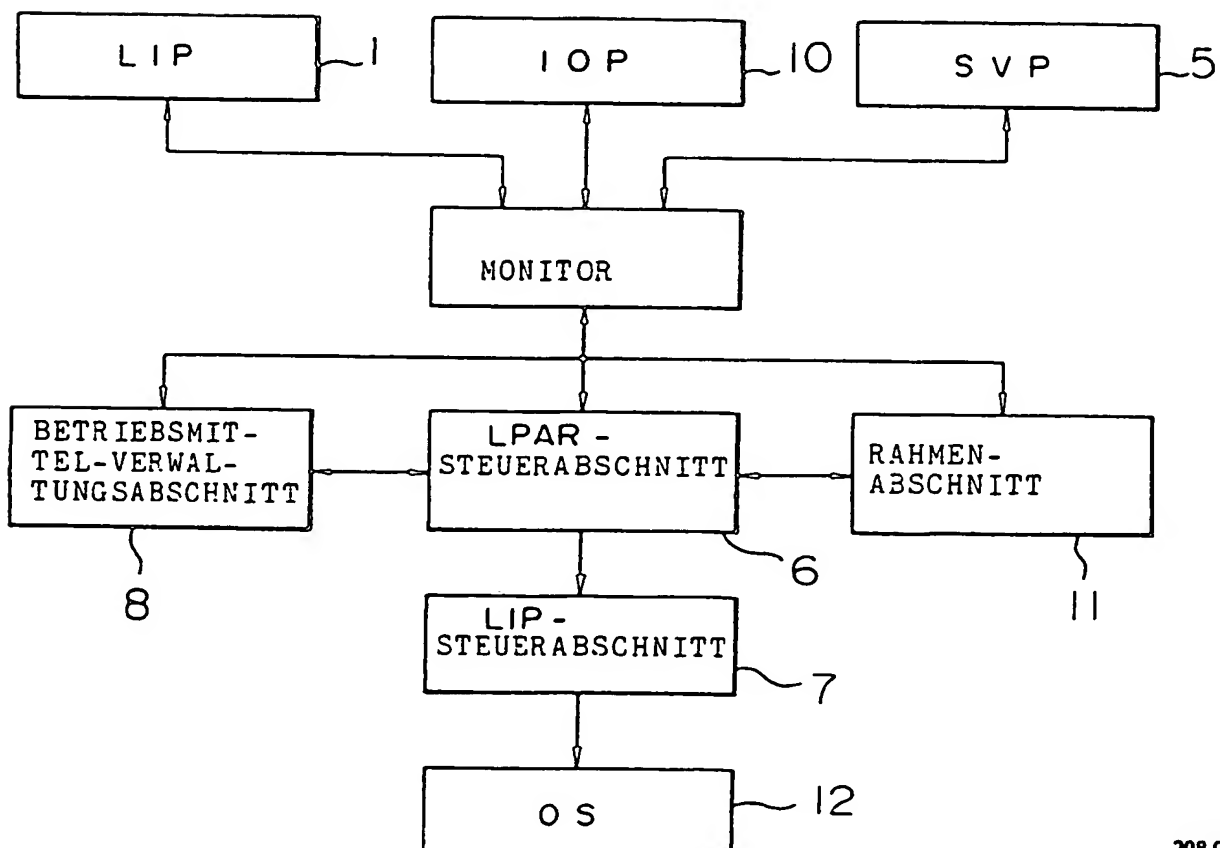 LIP
1
IOP
10
SVP
5
MONITOR
BETRIEBSMIT-
TEL-VERWAL-
TUNGSABSCHNITT
8
LPAR-
STEUERABSCHNITT
6
RAHMEN-
ABSCHNITT
11
LIP-
STEUERABSCHNITT
7
OS
12